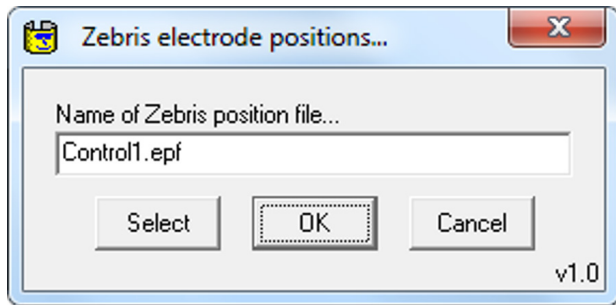 Zebris electrode positions...
Name of Zebris position file...
Control1.epf
Select OK Cancel
v1.0